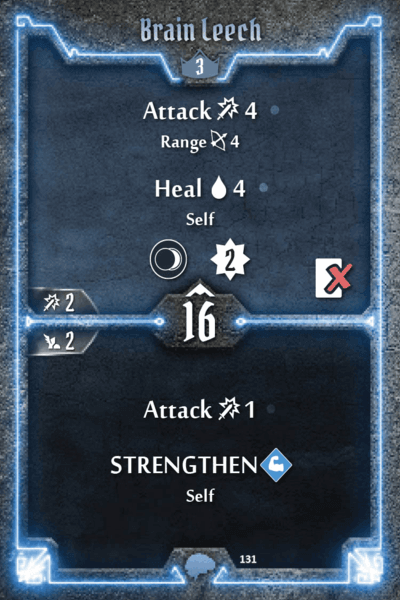 Brain Leech
3
Attack 4
Range 4
Heal 4
Self
2
2
16
2
Attack 1
STRENGTHEN
Self
131